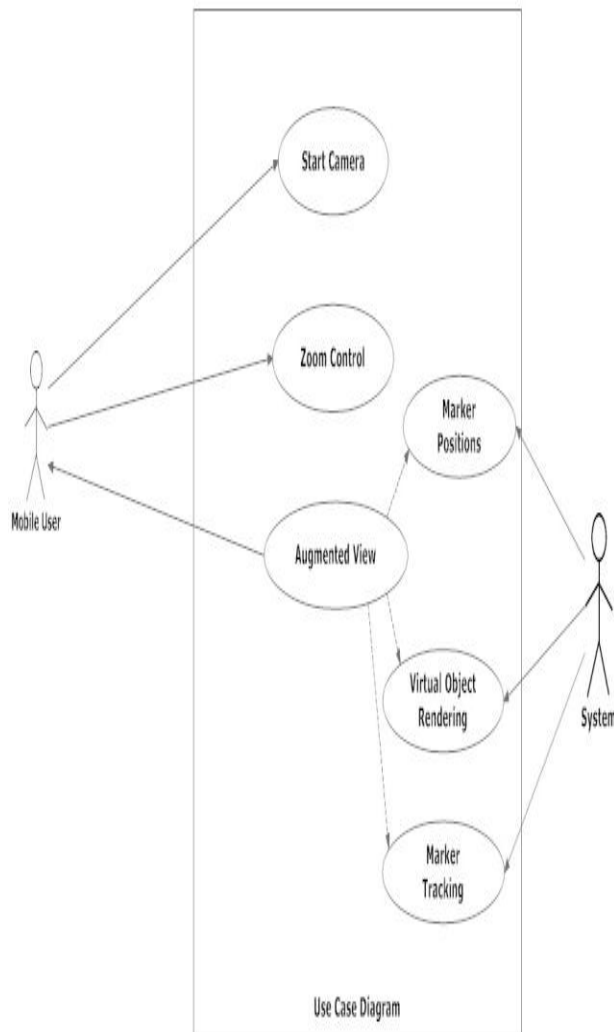 Start Camera
Zoom Control
Marker
Positions
Mobile User
Augmented View
Virtual Object
Rendering
System
Marker
Tracking
Use Case Diagram